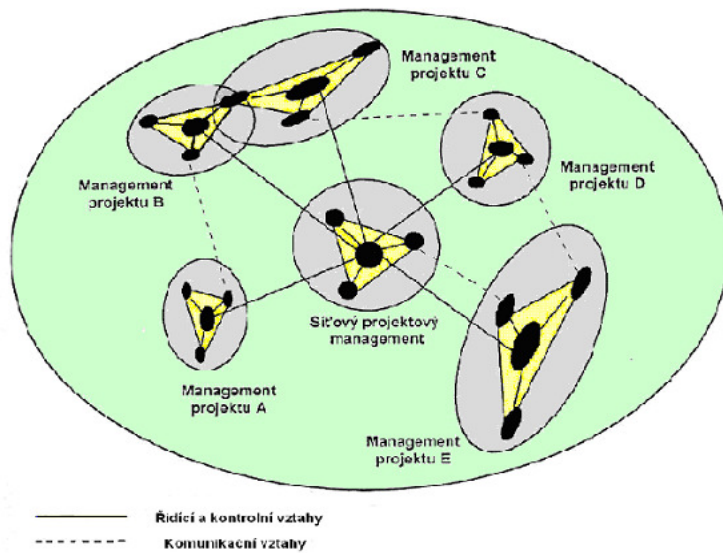 Management
projektu C
Management
projektu B
Management
projektu D
Síťový projektový
management
Management
projektu A
Management
projektu E
Řídící a kontrolní vztahy
Komunikační vztahy